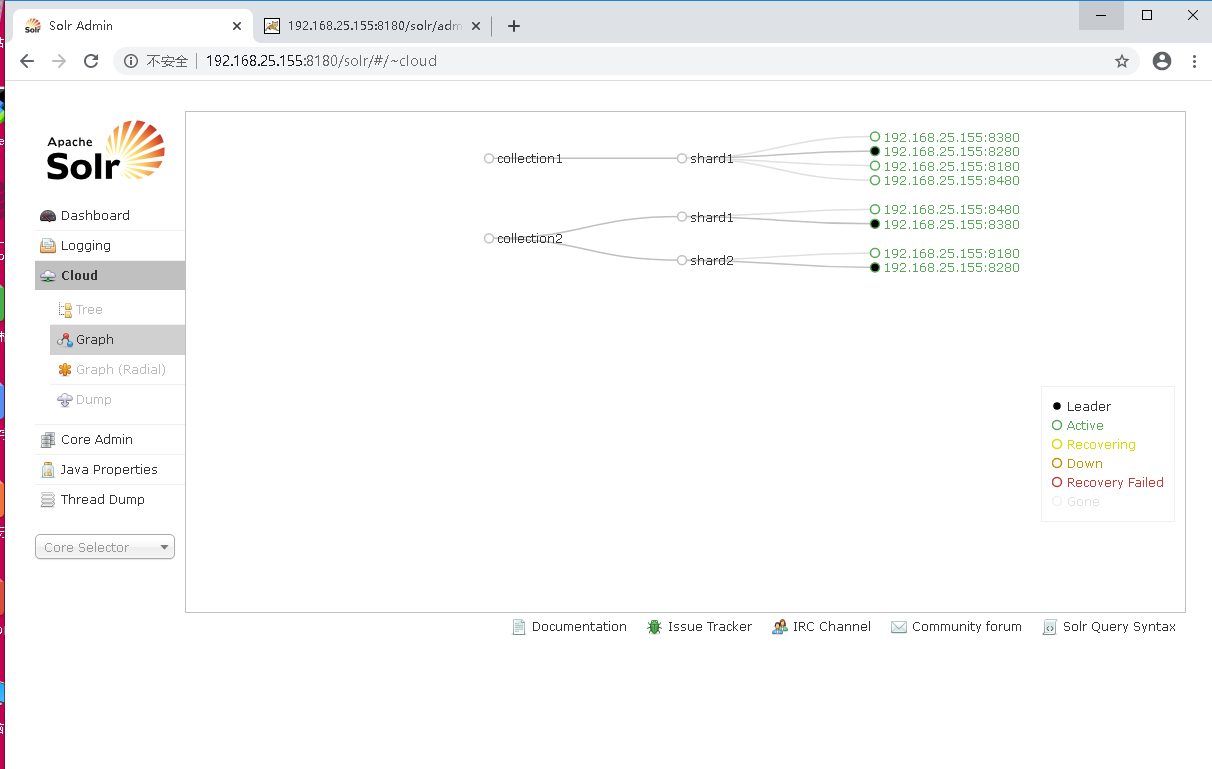 Solr Admin
192.168.25.155:8180/solr/adm
不安全
192.168.25.155:8180/solr/#/~cloud
Apache
Solr
Dashboard
Logging
Cloud
Tree
Graph
Graph (Radial)
Dump
Core Admin
Java Properties
Thread Dump
Core Selector
collection1
shard1
192.168.25.155:8380
192.168.25.155:8280
192.168.25.155:8180
192.168.25.155:8480
collection2
shard1
192.168.25.155:8480
192.168.25.155:8380
shard2
192.168.25.155:8180
192.168.25.155:8280
Leader
Active
Recovering
Down
Recovery Failed
Gone
Documentation
Issue Tracker
IRC Channel
Community forum
Solr Query Syntax